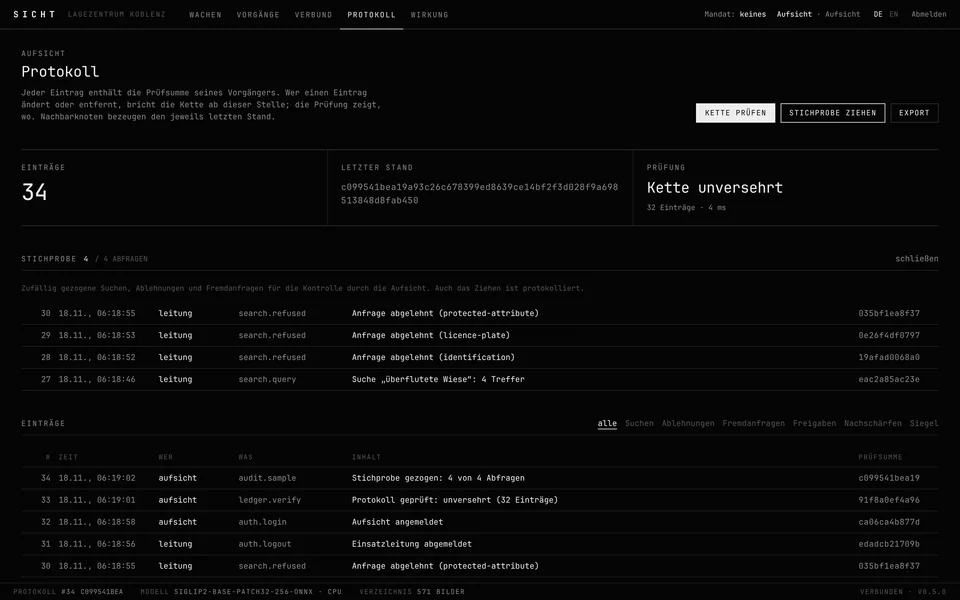 SICHT LAGEZENTRUM KOBLENZ WACHEN VORGÄNGE VERBUND PROTOKOLL WIRKUNG Mandat: keines Aufsicht · Aufsicht DE EN Abmelden
AUFSICHT
Protokoll
Jeder Eintrag enthält die Prüfsumme seines Vorgängers. Wer einen Eintrag
ändert oder entfernt, bricht die Kette ab dieser Stelle; die Prüfung zeigt,
wo. Nachbarknoten bezeugen den jeweils letzten Stand.
KETTE PRÜFEN STICHPROBE ZIEHEN EXPORT
EINTRÄGE
34
LETZTER STAND
c099541bea19a93c26c678399ed8639ce14bf2f3d028f9a698
513848d8fab450
PRÜFUNG
Kette unversehrt
32 Einträge · 4 ms
STICHPROBE 4 / 4 ABFRAGEN schließen
Zufällig gezogene Suchen, Ablehnungen und Fremdanfragen für die Kontrolle durch die Aufsicht. Auch das Ziehen ist protokolliert.
30 18.11., 06:18:55 leitung search.refused Anfrage abgelehnt (protected-attribute) 035bf1ea8f37
29 18.11., 06:18:53 leitung search.refused Anfrage abgelehnt (licence-plate) 0e26f4df0797
28 18.11., 06:18:52 leitung search.refused Anfrage abgelehnt (identification) 19afad0068a0
27 18.11., 06:18:46 leitung search.query Suche „überflutete Wiese“: 4 Treffer eac2a85ac23e
EINTRÄGE alle Suchen Ablehnungen Fremdanfragen Freigaben Nachschärfen Siegel
# ZEIT WER WAS INHALT PRÜFSUMME
34 18.11., 06:19:02 aufsicht audit.sample Stichprobe gezogen: 4 von 4 Abfragen c099541bea19
33 18.11., 06:19:01 aufsicht ledger.verify Protokoll geprüft: unversehrt (32 Einträge) 91f8a0ef4a96
32 18.11., 06:18:58 aufsicht auth.login Aufsicht angemeldet ca06ca4b877d
31 18.11., 06:18:56 leitung auth.logout Einsatzleitung abgemeldet edadcb21709b
30 18.11., 06:18:55 leitung search.refused Anfrage abgelehnt (protected-attribute) 035bf1ea8f37
PROTOKOLL #34 C099541BEA MODELL SIGLIP2-BASE-PATCH32-256-ONNX · CPU VERZEICHNIS 571 BILDER VERBUNDEN · V0.5.0